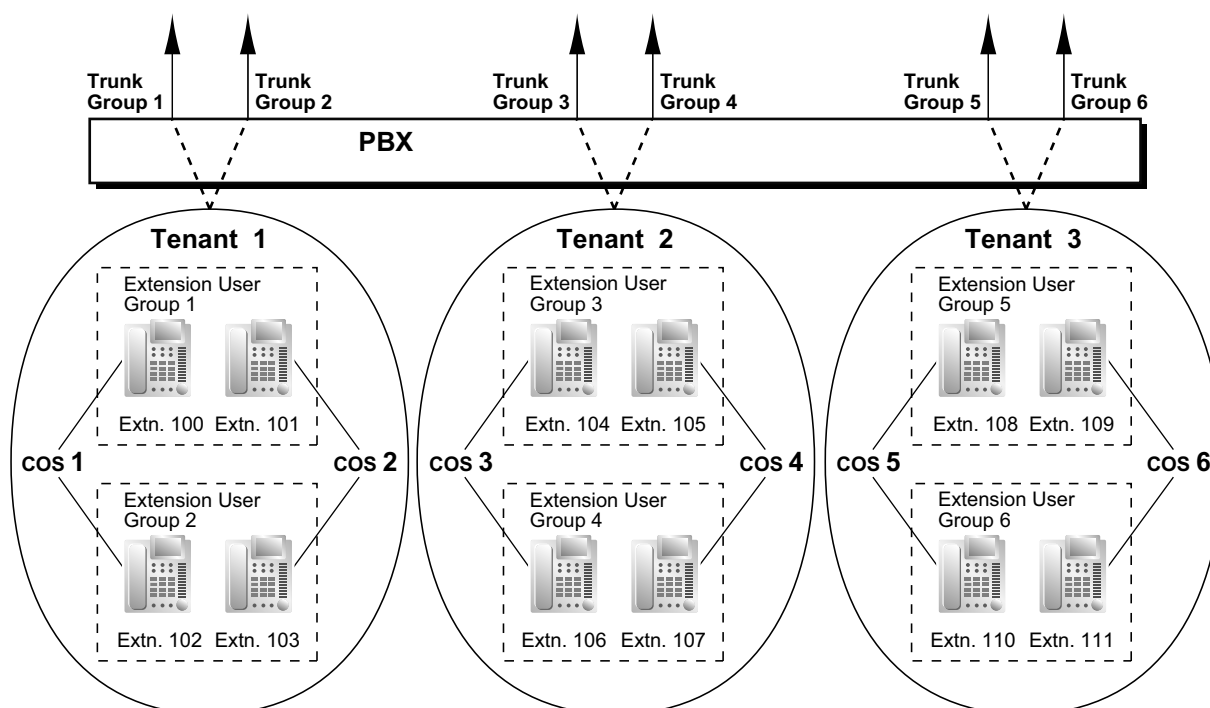 Trunk
Group 1
Trunk
Group 2
Trunk
Group 3
Trunk
Group 4
Trunk
Group 5
Trunk
Group 6
PBX
Tenant 1
Extension User
Group 1
Extn. 100 Extn. 101
COS 1
COS 2
Extension User
Group 2
Extn. 102 Extn. 103
Tenant 2
Extension User
Group 3
Extn. 104 Extn. 105
COS 3
COS 4
Extension User
Group 4
Extn. 106 Extn. 107
Tenant 3
Extension User
Group 5
Extn. 108 Extn. 109
COS 5
COS 6
Extension User
Group 6
Extn. 110 Extn. 111